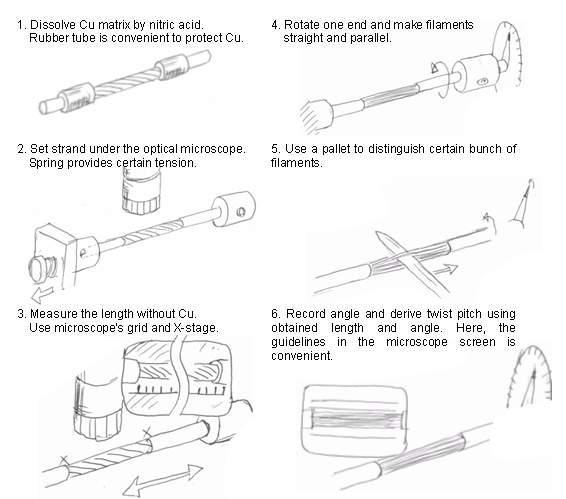 1. Dissolve Cu matrix by nitric acid.
Rubber tube is convenient to protect Cu.
2. Set strand under the optical microscope.
Spring provides certain tension.
3. Measure the length without Cu.
Use microscope's grid and X-stage.
4. Rotate one end and make filaments
straight and parallel.
5. Use a pallet to distinguish certain bunch of
filaments.
6. Record angle and derive twist pitch using
obtained length and angle. Here, the
guidelines in the microscope screen is
convenient.